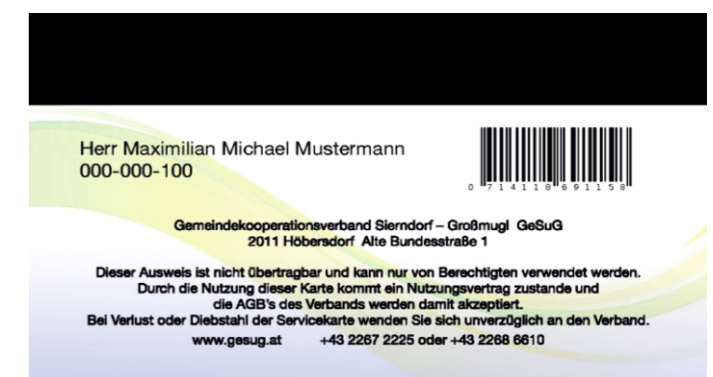 Herr Maximilian Michael Mustermann
000-000-100
0 714118 691158
Gemeindekooperationsverband Sierndorf – Großmugl GeSuG
2011 Höbersdorf Alte Bundesstraße 1
Dieser Ausweis ist nicht übertragbar und kann nur von Berechtigten verwendet werden.
Durch die Nutzung dieser Karte kommt ein Nutzungsvertrag zustande und
die AGB's des Verbands werden damit akzeptiert.
Bei Verlust oder Diebstahl der Servicekarte wenden Sie sich unverzüglich an den Verband.
www.gesug.at +43 2267 2225 oder +43 2268 6610